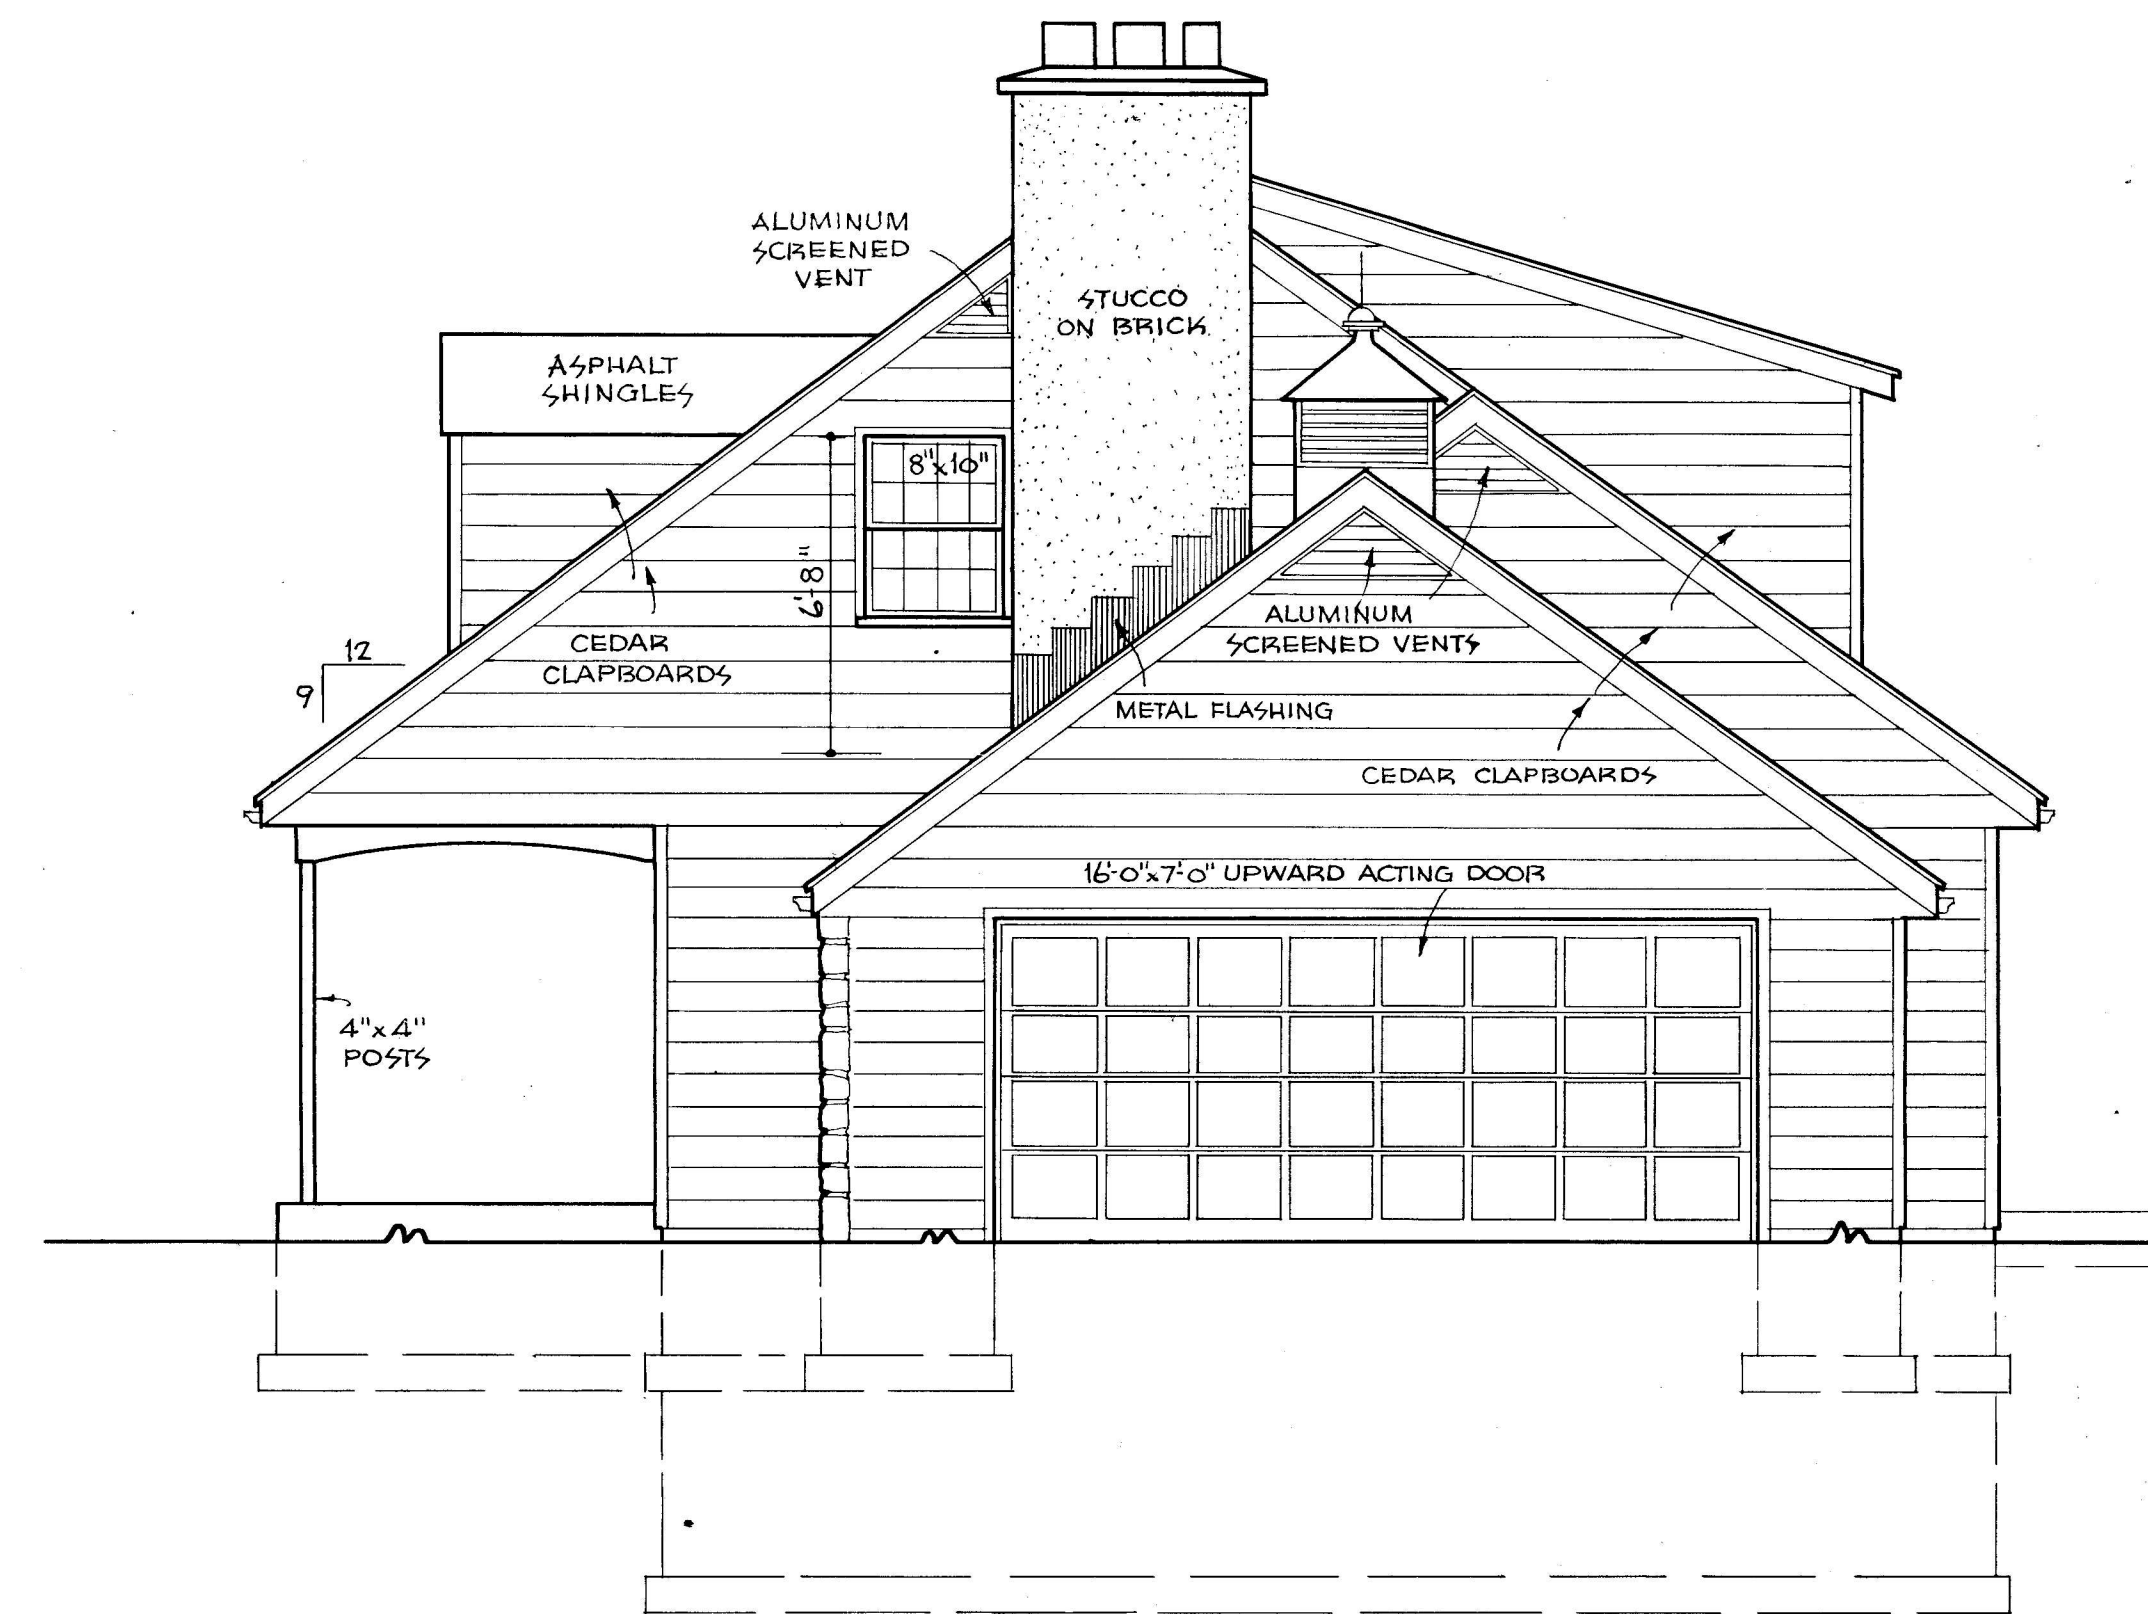 ALUMINUM
SCREENED
VENT
STUCCO
ON BRICK
ASPHALT
SHINGLES
8"x10"
6'-8"
CEDAR
CLAPBOARDS
12
9
ALUMINUM
SCREENED VENTS
METAL FLASHING
CEDAR CLAPBOARDS
16'-0"x7'-0" UPWARD ACTING DOOR
4"x4"
POSTS